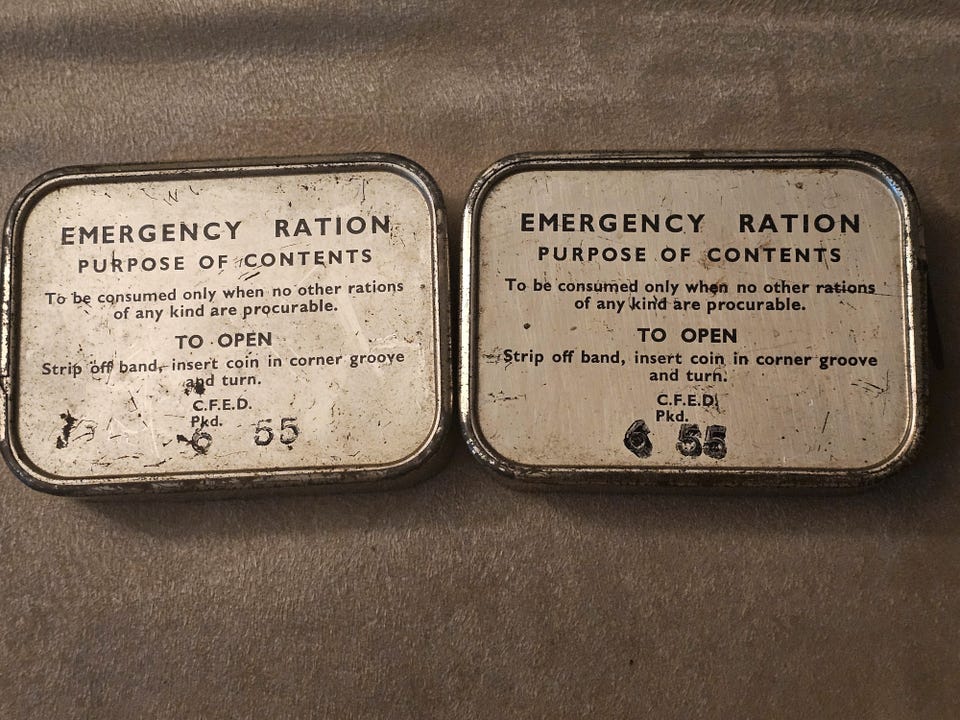 EMERGENCY RATION
PURPOSE OF CONTENTS
To be consumed only when no other rations
of any kind are procurable.
TO OPEN
Strip off band, insert coin in corner groove
and turn.
C.F.E.D.
Pkd.
6 55
EMERGENCY RATION
PURPOSE OF CONTENTS
To be consumed only when no other rations
of any kind are procurable.
TO OPEN
Strip off band, insert coin in corner groove
and turn.
C.F.E.D.
Pkd.
6 55